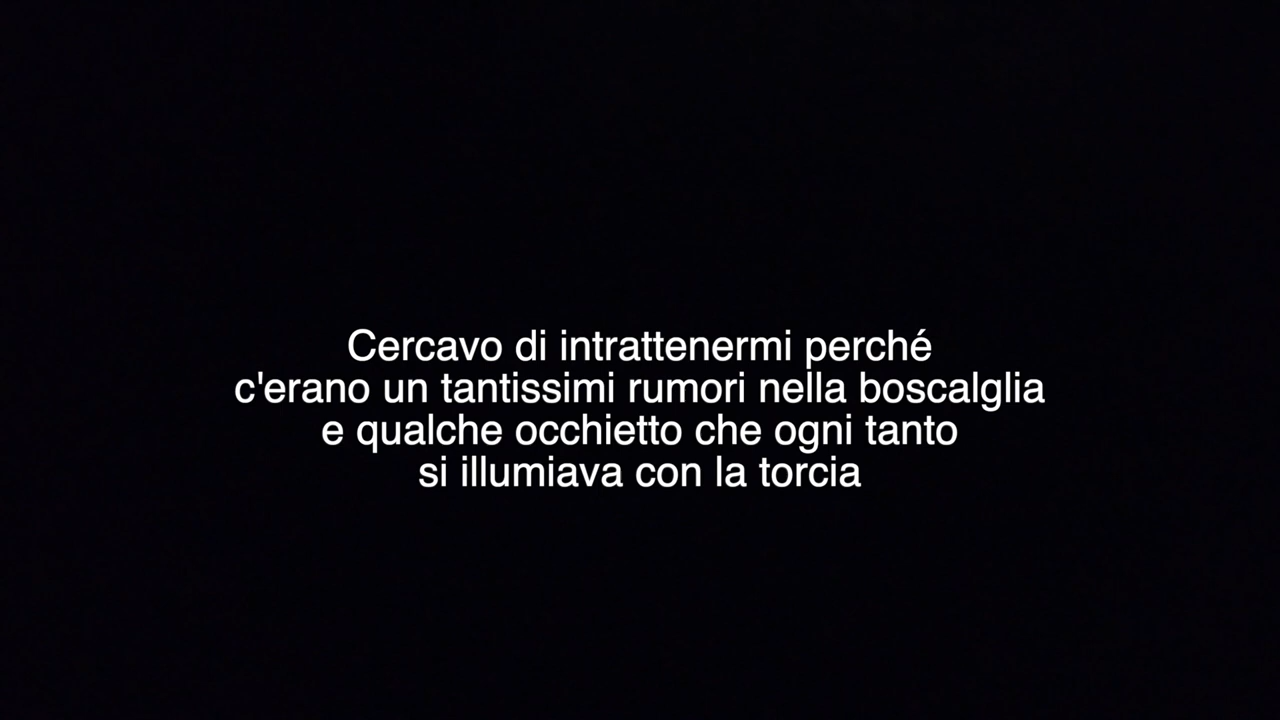 Cercavo di intrattenermi perché
c'erano un tantissimi rumori nella boscalglia
e qualche occhietto che ogni tanto
si illumiava con la torcia